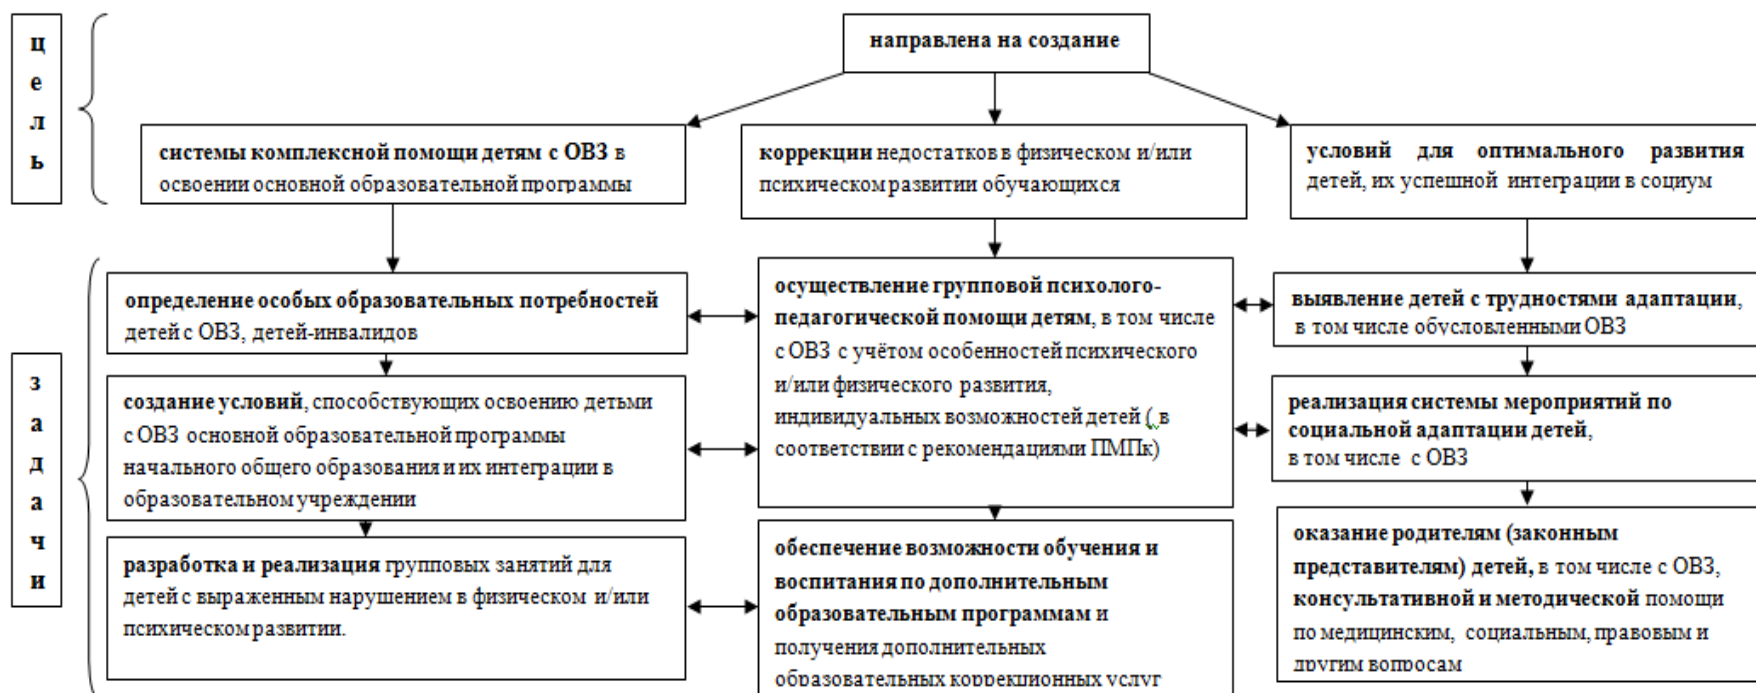 цель
направлена на создание
системы комплексной помощи детям с ОВЗ в
освоении основной образовательной программы
коррекции недостатков в физическом и/или
психическом развитии обучающихся
условий для оптимального развития
детей, их успешной интеграции в социум
задачи
определение особых образовательных потребностей
детей с ОВЗ, детей-инвалидов
создание условий, способствующих освоению детьми
с ОВЗ основной образовательной программы
начального общего образования и их интеграции в
образовательном учреждении
разработка и реализация групповых занятий для
детей с выраженным нарушением в физическом и/или
психическом развитии.
осуществление групповой психолого-
педагогической помощи детям, в том числе
с ОВЗ с учётом особенностей психического
и/или физического развития,
индивидуальных возможностей детей ( в
соответствии с рекомендациями ПМПк)
обеспечение возможности обучения и
воспитания по дополнительным
образовательным программам и
получения дополнительных
образовательных коррекционных услуг
выявление детей с трудностями адаптации,
в том числе обусловленными ОВЗ
реализация системы мероприятий по
социальной адаптации детей,
в том числе с ОВЗ
оказание родителям (законным
представителям) детей, в том числе с ОВЗ,
консультативной и методической помощи
по медицинским, социальным, правовым и
другим вопросам